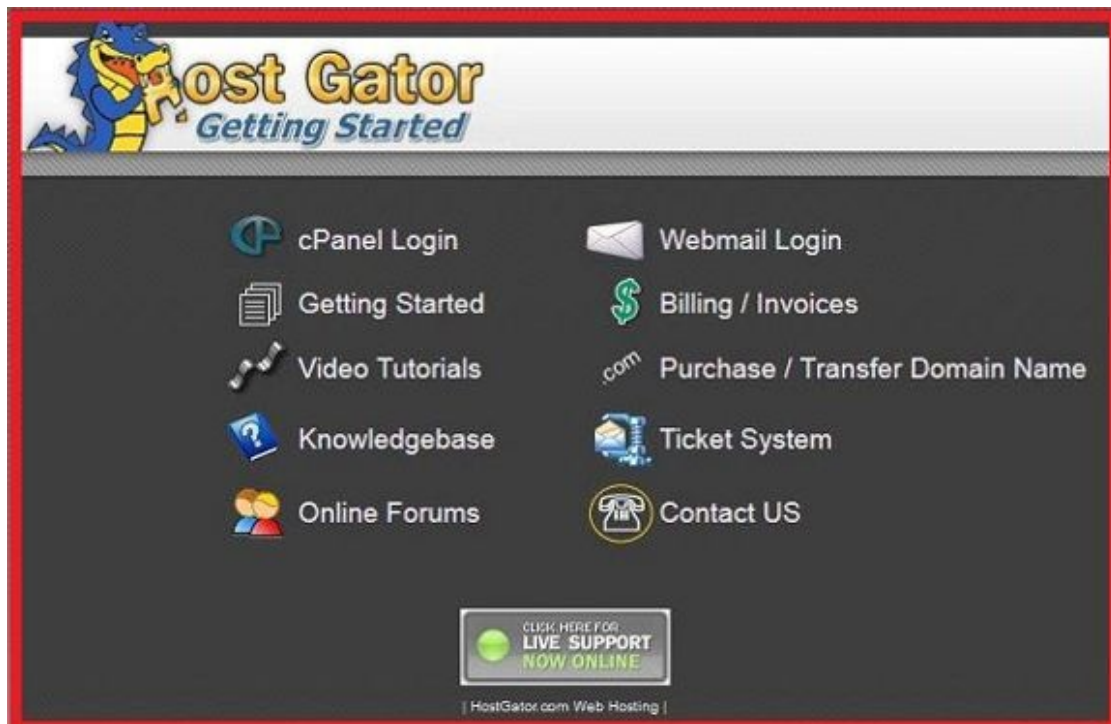 Host Gator
Getting Started
cPanel Login
Webmail Login
Getting Started
Billing / Invoices
Video Tutorials
.com
Purchase / Transfer Domain Name
Knowledgebase
Ticket System
Online Forums
Contact US
CLICK HERE FOR
LIVE SUPPORT
NOW ONLINE
| HostGator.com Web Hosting |